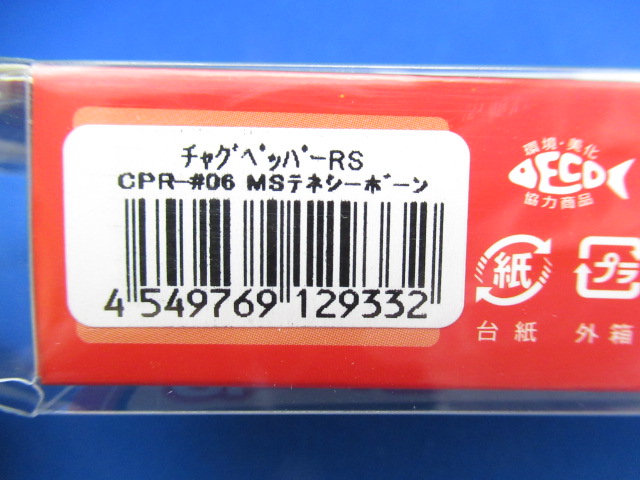 ﾁｬｸﾞﾍﾟｯﾊﾟｰRS
CPR-#06 MSﾃﾈｼｰﾎﾞｰﾝ
4 549769 129332
環境・美化
ECO
協力商品
紙
プラ
台紙
外箱